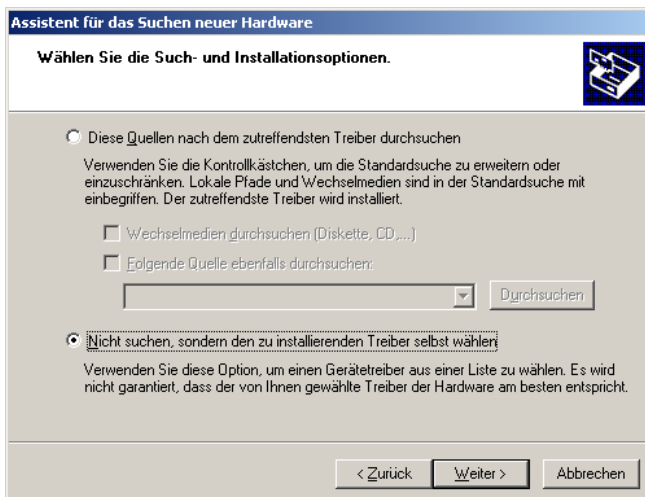 Assistent für das Suchen neuer Hardware
Wählen Sie die Such- und Installationsoptionen.
Diese Quellen nach dem zutreffendsten Treiber durchsuchen
Verwenden Sie die Kontrollkästchen, um die Standardsuche zu erweitern oder
einzuschränken. Lokale Pfade und Wechselmedien sind in der Standardsuche mit
einbegriffen. Der zutreffendste Treiber wird installiert.
Wechselmedien durchsuchen (Diskette, CD,...)
Folgende Quelle ebenfalls durchsuchen:
Durchsuchen
Nicht suchen, sondern den zu installierenden Treiber selbst wählen
Verwenden Sie diese Option, um einen Gerätetreiber aus einer Liste zu wählen. Es wird
nicht garantiert, dass der von Ihnen gewählte Treiber der Hardware am besten entspricht.
< Zurück Weiter > Abbrechen